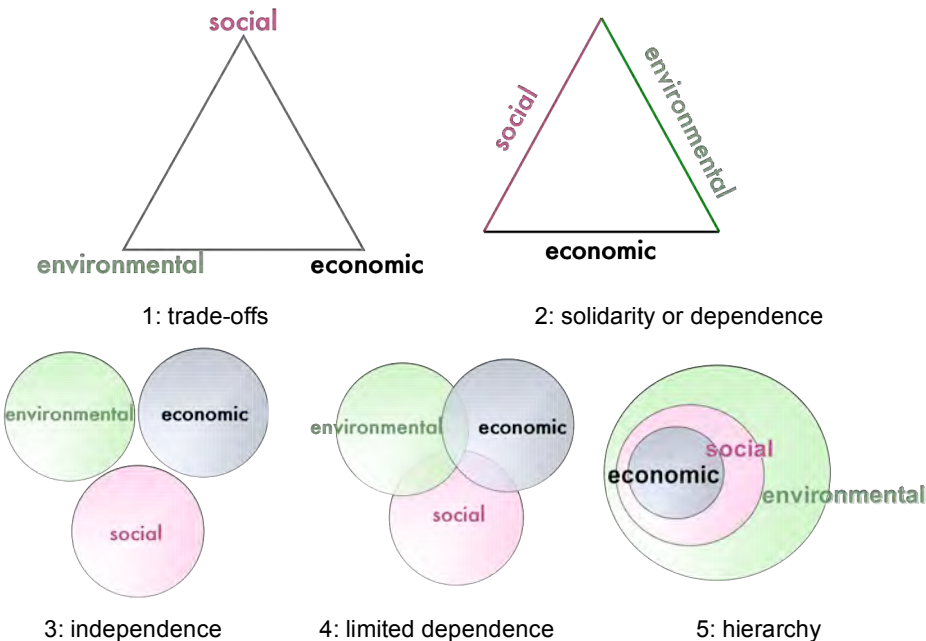 social
environmental
economic
1: trade-offs
social
environmental
economic
2: solidarity or dependence
environmental
economic
social
3: independence
environmental
economic
social
4: limited dependence
social
economic
environmental
5: hierarchy